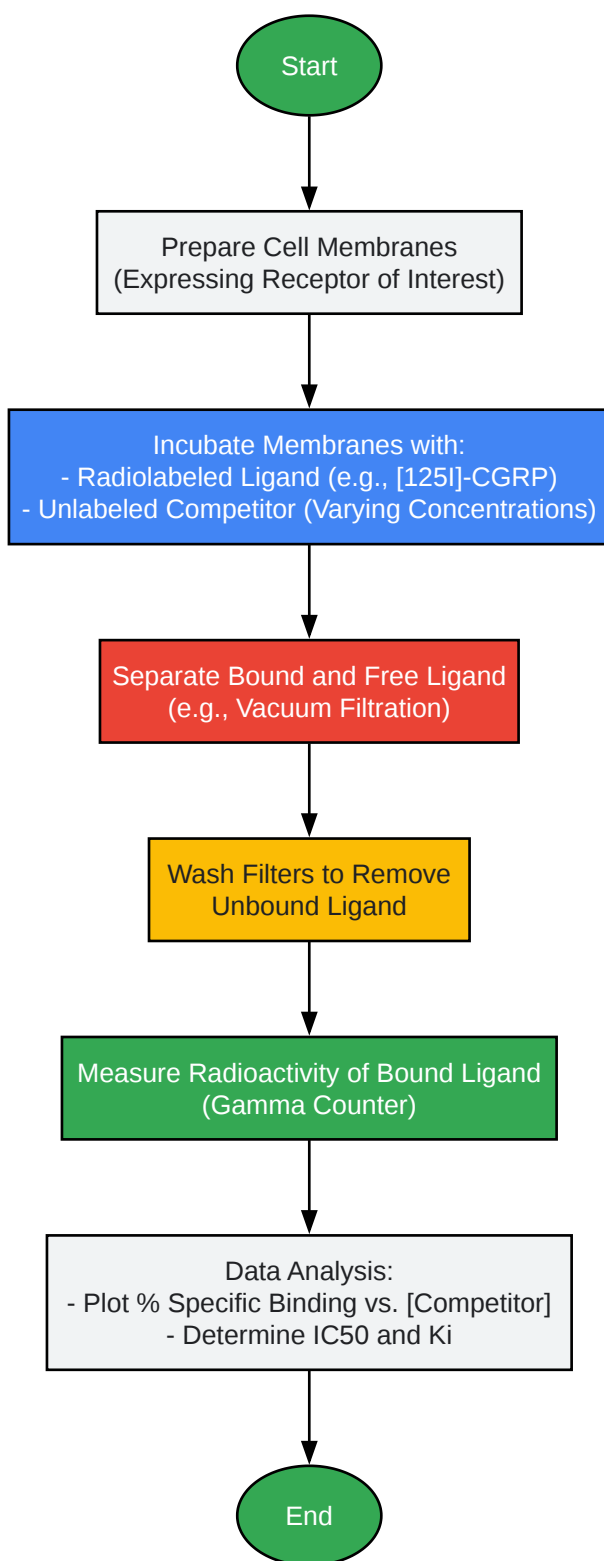 Start
Prepare Cell Membranes
(Expressing Receptor of Interest)
Incubate Membranes with:
- Radiolabeled Ligand (e.g., [125I]-CGRP)
- Unlabeled Competitor (Varying Concentrations)
Separate Bound and Free Ligand
(e.g., Vacuum Filtration)
Wash Filters to Remove
Unbound Ligand
Measure Radioactivity of Bound Ligand
(Gamma Counter)
Data Analysis:
- Plot % Specific Binding vs. [Competitor]
- Determine IC50 and Ki
End